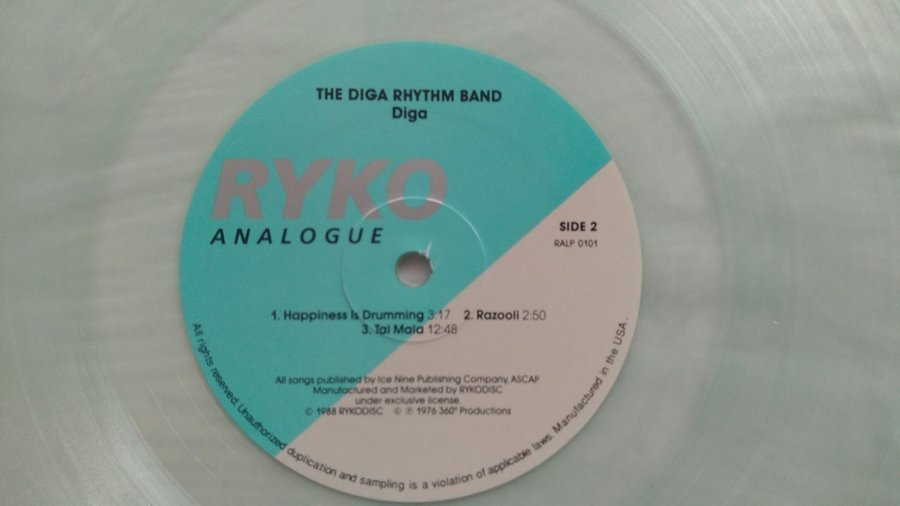 THE DIGA RHYTHM BAND
Diga
RYKO
ANALOGUE
SIDE 2
RALP 0101
1. Happiness Is Drumming 3:17 2. Razooli 2:50
3. Tal Mala 12:48
All songs published by Ice Nine Publishing Company, ASCAP
Manufactured and Marketed by RYKODISC
under exclusive license.
© 1988 RYKODISC © ℗ 1976 360° Productions
All rights reserved. Unauthorized duplication and sampling is a violation of applicable laws. Manufactured in the USA.